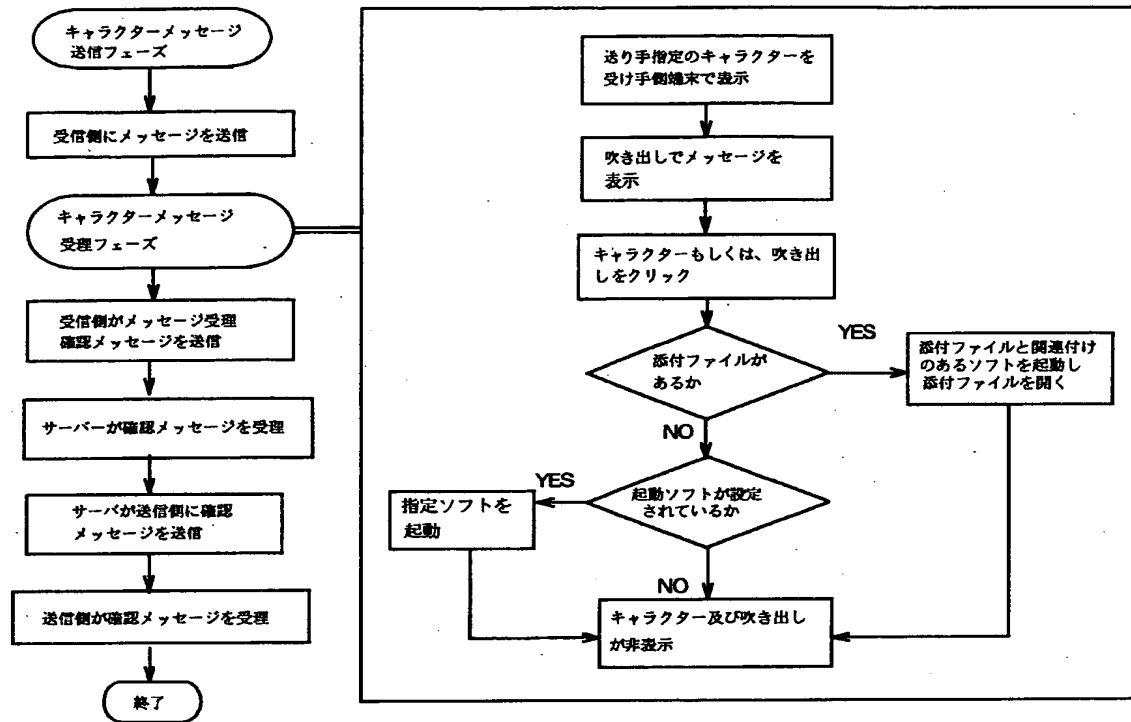 キャラクターメッセージ
送信フェーズ
受信側にメッセージを送信
キャラクターメッセージ
受理フェーズ
受信側がメッセージ受理
確認メッセージを送信
サーバーが確認メッセージを受理
サーバが送信側に確認
メッセージを送信
送信側が確認メッセージを受理
終了
送り手指定のキャラクターを
受け手側端末で表示
吹き出しでメッセージを
表示
キャラクターもしくは、吹き出
しをクリック
添付ファイルが
あるか
YES
添付ファイルと関連付け
のあるソフトを起動し
添付ファイルを開く
NO
起動ソフトが設定
されているか
YES
指定ソフトを
起動
NO
キャラクター及び吹き出し
が非表示